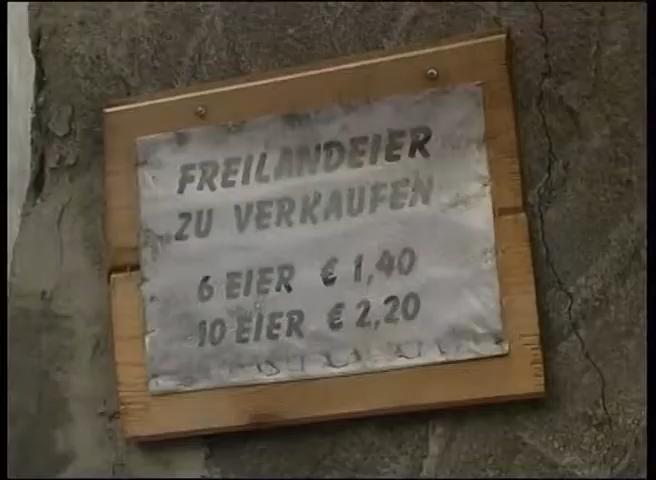 FREILANDEIER
ZU VERKAUFEN
6 EIER € 1,40
10 EIER € 2,20